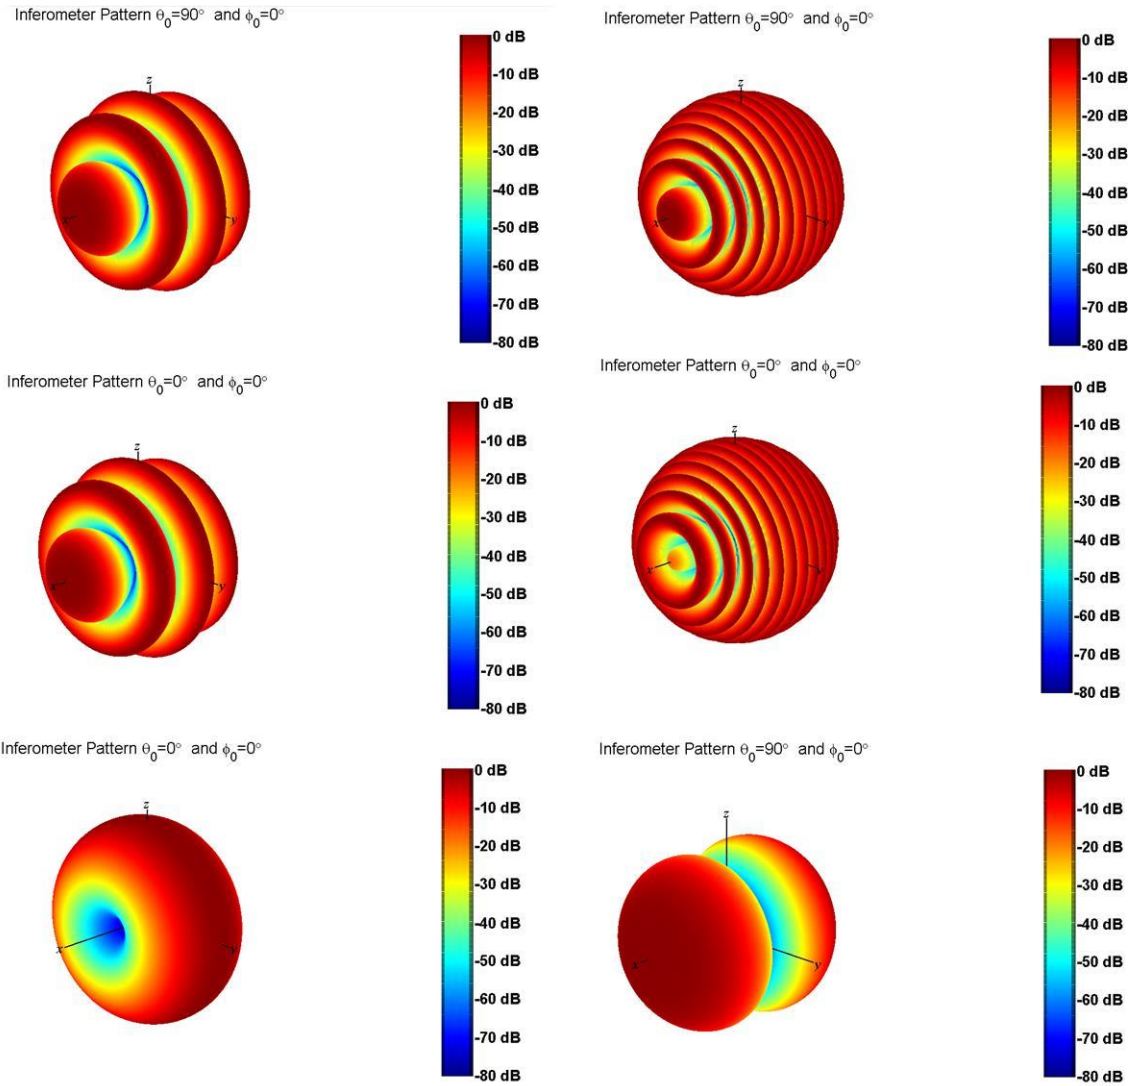 Inferometer Pattern θ0=90° and ϕ0=0°
0 dB
-10 dB
-20 dB
-30 dB
-40 dB
-50 dB
-60 dB
-70 dB
-80 dB
z
x
y
Inferometer Pattern θ0=90° and ϕ0=0°
0 dB
-10 dB
-20 dB
-30 dB
-40 dB
-50 dB
-60 dB
-70 dB
-80 dB
z
x
y
Inferometer Pattern θ0=0° and ϕ0=0°
0 dB
-10 dB
-20 dB
-30 dB
-40 dB
-50 dB
-60 dB
-70 dB
-80 dB
z
x
y
Inferometer Pattern θ0=0° and ϕ0=0°
0 dB
-10 dB
-20 dB
-30 dB
-40 dB
-50 dB
-60 dB
-70 dB
-80 dB
z
x
y
Inferometer Pattern θ0=0° and ϕ0=0°
0 dB
-10 dB
-20 dB
-30 dB
-40 dB
-50 dB
-60 dB
-70 dB
-80 dB
z
x
y
Inferometer Pattern θ0=90° and ϕ0=0°
0 dB
-10 dB
-20 dB
-30 dB
-40 dB
-50 dB
-60 dB
-70 dB
-80 dB
z
x
y